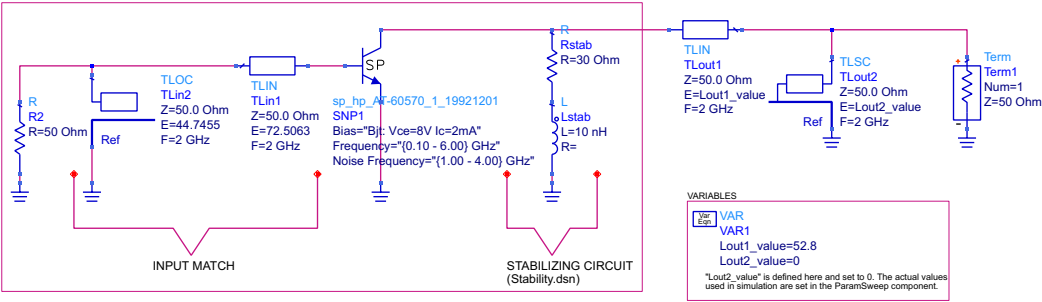 R
R2
R=50 Ohm
TLOC
TLin2
Z=50.0 Ohm
E=44.7455
F=2 GHz
Ref
TLIN
TLin1
Z=50.0 Ohm
E=72.5063
F=2 GHz
SP
sp_hp_AT-60570_1_19921201
SNP1
Bias="Bjt: Vce=8V Ic=2mA"
Frequency="{0.10 - 6.00} GHz"
Noise Frequency="{1.00 - 4.00} GHz"
R
Rstab
R=30 Ohm
L
Lstab
L=10 nH
R=
INPUT MATCH
STABILIZING CIRCUIT
(Stability.dsn)
TLIN
TLout1
Z=50.0 Ohm
E=Lout1_value
F=2 GHz
TLSC
TLout2
Z=50.0 Ohm
E=Lout2_value
F=2 GHz
Ref
+
Term
Term1
Num=1
Z=50 Ohm
-
VARIABLES
Var
Eqn
VAR
VAR1
Lout1_value=52.8
Lout2_value=0
"Lout2_value" is defined here and set to 0. The actual values
used in simulation are set in the ParamSweep component.